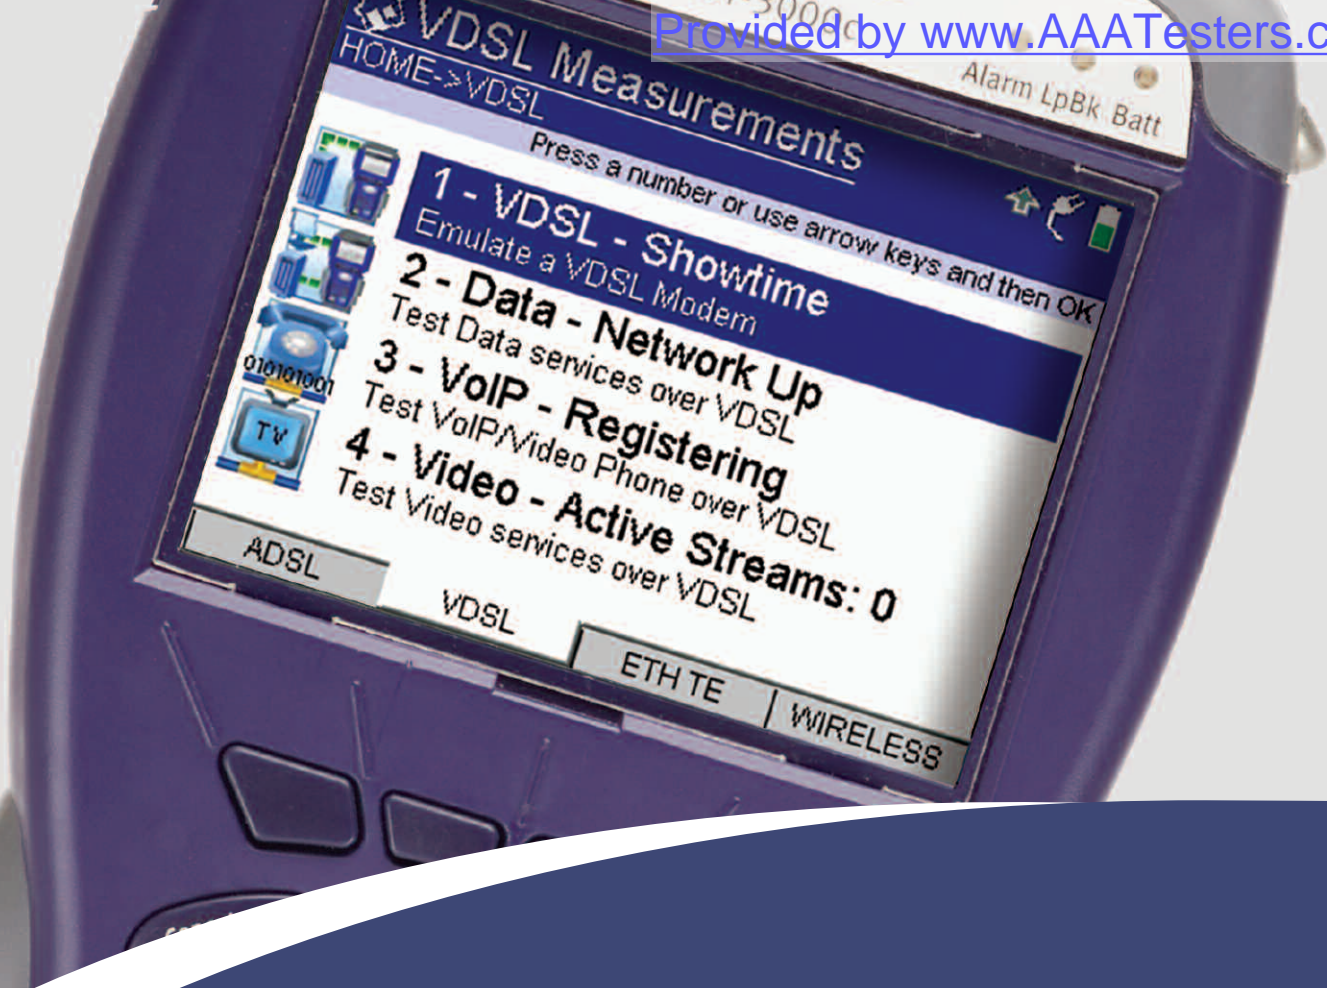 Provided by www.AAATesters.c
Alarm LpBk Batt
VDSL Measurements
HOME->VDSL
Press a number or use arrow keys and then OK
1 - VDSL - Showtime
Emulate a VDSL Modem
2 - Data - Network Up
Test Data services over VDSL
3 - VoIP - Registering
Test VoIP/Video Phone over VDSL
4 - Video - Active Streams: 0
Test Video services over VDSL
010101001
TV
ADSL
VDSL
ETH TE
WIRELESS